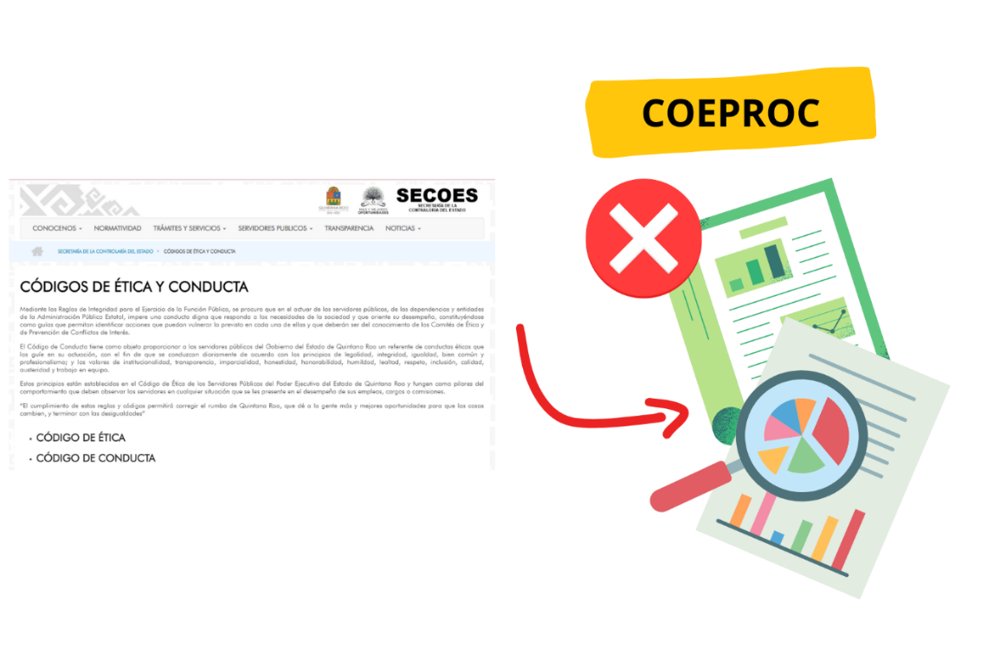 COEPROC
QUINTANA ROO
MÁS Y MEJORES
OPORTUNIDADES
SECOES
SECRETARÍA DE LA
CONTRALORÍA DEL ESTADO
CONOCENOS NORMATIVIDAD TRÁMITES Y SERVICIOS SERVIDORES PUBLICOS TRANSPARENCIA NOTICIAS
SECRETARÍA DE LA CONTROLARÍA DEL ESTADO > CÓDIGOS DE ÉTICA Y CONDUCTA
CÓDIGOS DE ÉTICA Y CONDUCTA
Mediante las Reglas de Integridad para el Ejercicio de la Función Pública, se procura que en el actuar de los servidores públicos, de las dependencias y entidades
de la Administración Pública Estatal, impere una conducta digna que responda a las necesidades de la sociedad y que oriente su desempeño, constituyéndose
como guías que permitan identificar acciones que puedan vulnerar lo previsto en cada una de ellas y que deberán ser del conocimiento de los Comités de Ética y
de Prevención de Conflictos de Interés.
El Código de Conducta tiene como objeto proporcionar a los servidores públicos del Gobierno del Estado de Quintana Roo un referente de conductas éticas que
los guíe en su actuación, con el fin de que se conduzcan diariamente de acuerdo con los principios de legalidad, integridad, igualdad, bien común y
profesionalismo; y los valores de institucionalidad, transparencia, imparcialidad, honestidad, honorabilidad, humildad, lealtad, respeto, inclusión, calidad,
austeridad y trabajo en equipo.
Estos principios están establecidos en el Código de Ética de los Servidores Públicos del Poder Ejecutivo del Estado de Quintana Roo y fungen como pilares del
comportamiento que deben observar los servidores en cualquier situación que se les presente en el desempeño de sus empleos, cargos o comisiones.
"El cumplimiento de estas reglas y códigos permitirá corregir el rumbo de Quintana Roo, que dé a la gente más y mejores oportunidades para que las cosas
cambien, y terminar con las desigualdades"
• CÓDIGO DE ÉTICA
• CÓDIGO DE CONDUCTA